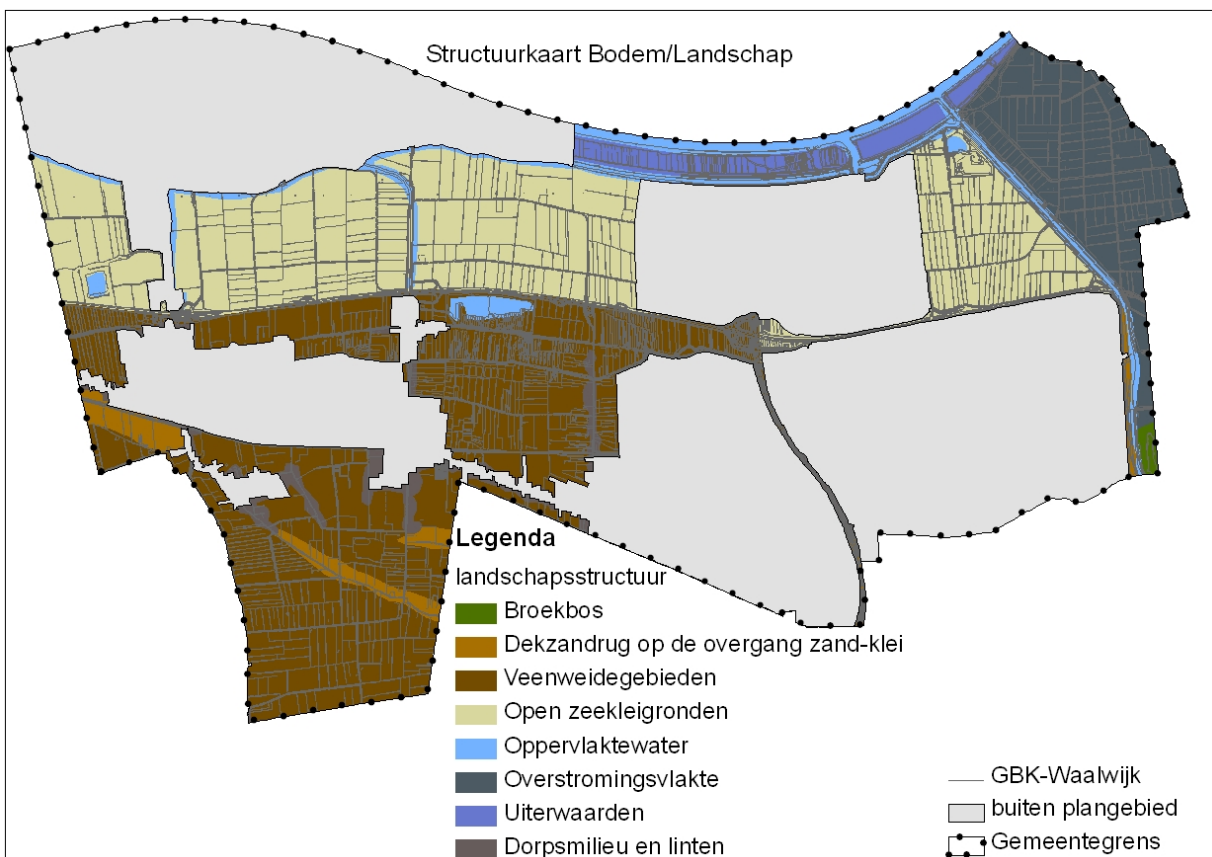 Structuurkaart Bodem/Landschap
Legenda
landschapsstructuur
Broekbos
Dekzandrug op de overgang zand-klei
Veenweidegebieden
Open zeekleigronden
Oppervlaktewater
Overstromingsvlakte
Uiterwaarden
Dorpsmilieu en linten
GBK-Waalwijk
buiten plangebied
Gemeentegrens